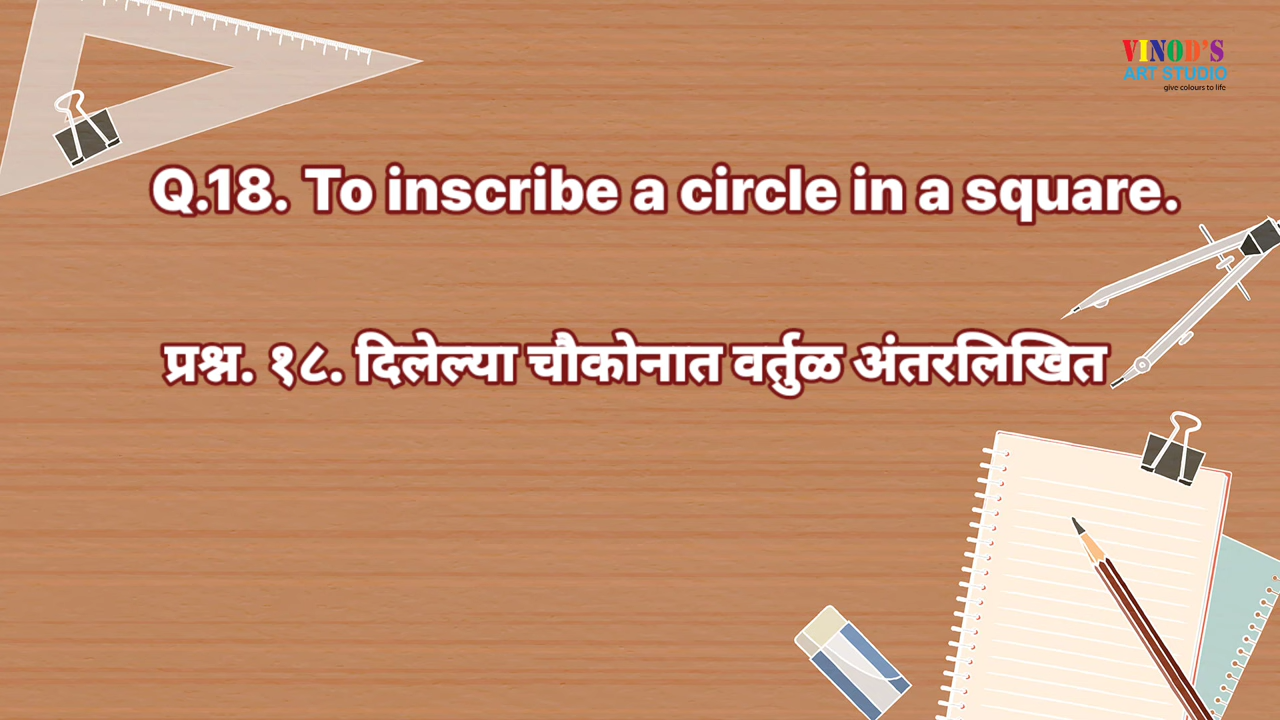 VINOD'S
ART STUDIO
give colours to life
Q.18. To inscribe a circle in a square.
प्रश्न. १८. दिलेल्या चौकोनात वर्तुळ अंतरलिखित